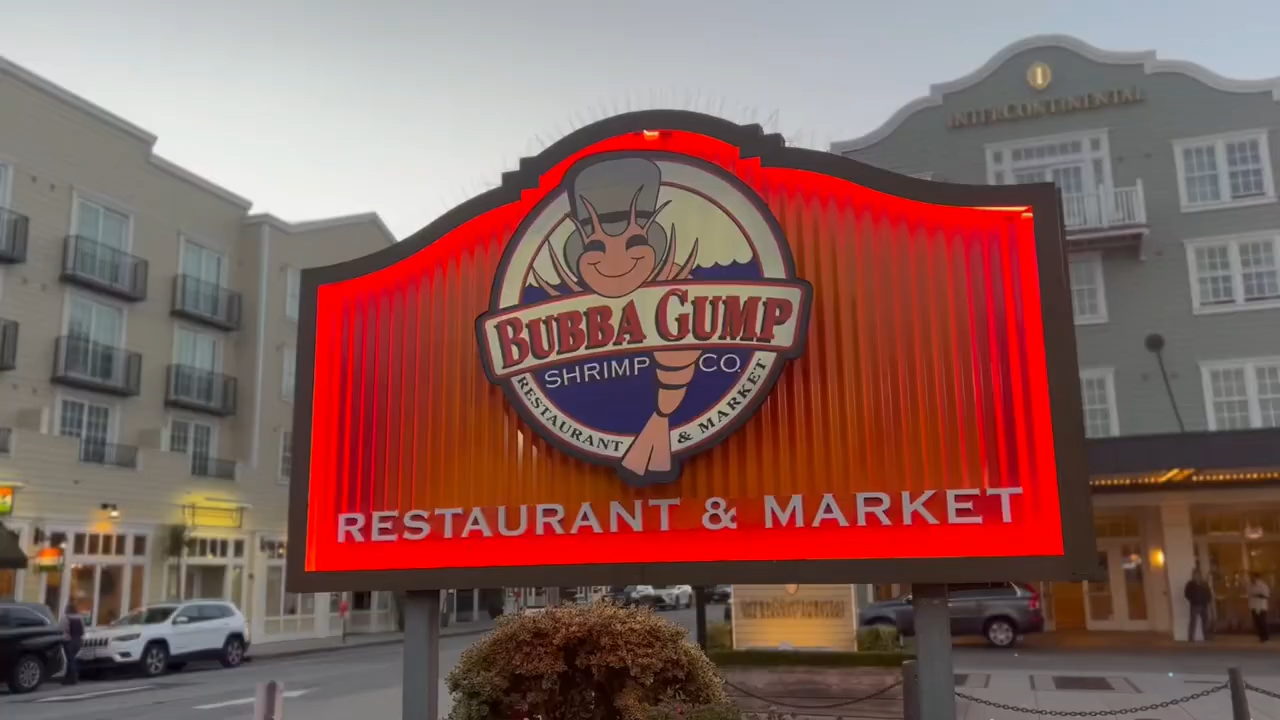 INTERCONTINENTAL
BUBBA GUMP
SHRIMP CO.
RESTAURANT & MARKET
RESTAURANT & MARKET